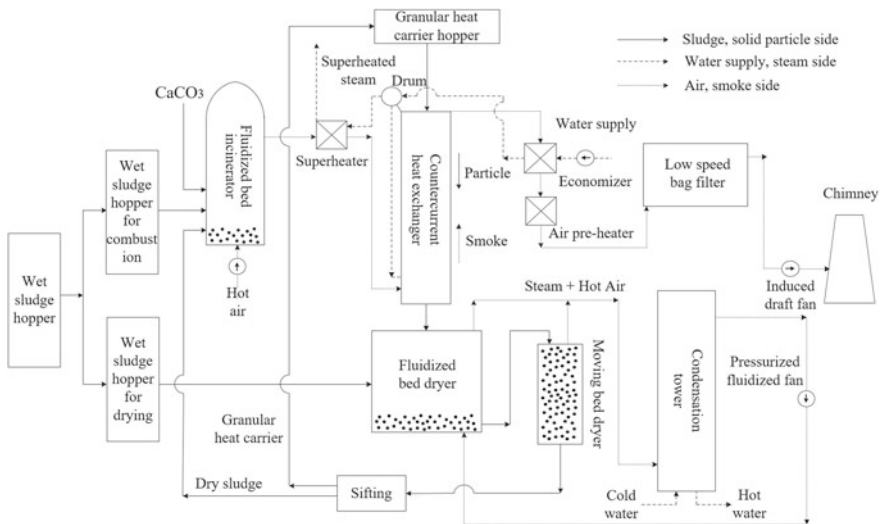 Granular heat
carrier hopper
Sludge, solid particle side
Water supply, steam side
Air, smoke side
Superheated
steam
Drum
CaCO3
Fluidized bed
incinerator
Superheater
Countercurrent
heat exchanger
Particle
Smoke
Water supply
Economizer
Air pre-heater
Low speed
bag filter
Chimney
Induced
draft fan
Wet
sludge
hopper
for
combust
ion
Wet
sludge
hopper
Hot
air
Wet
sludge
hopper
for
drying
Steam + Hot Air
Fluidized
bed dryer
Moving bed dryer
Condensation
tower
Pressurized
fluidized fan
Granular
heat carrier
Dry sludge
Sifting
Cold
water
Hot
water